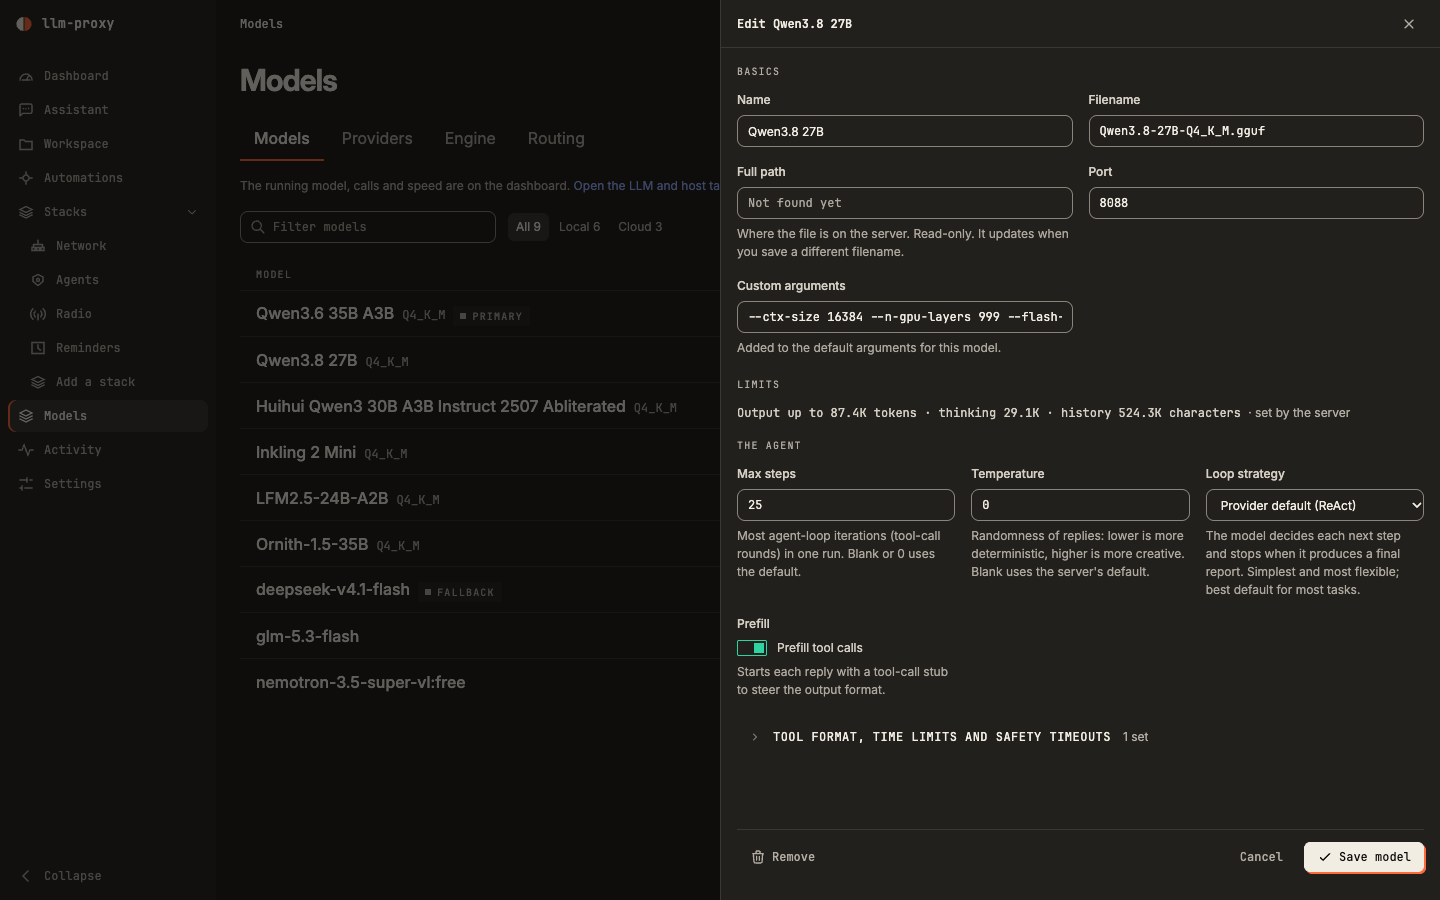 llm-proxy
Dashboard
Assistant
Workspace
Automations
Stacks
Network
Agents
Radio
Reminders
Add a stack
Models
Activity
Settings
Collapse
Models
Models
Models Providers Engine Routing
The running model, calls and speed are on the dashboard. Open the LLM and host ta
Filter models
All 9 Local 6 Cloud 3
MODEL
Qwen3.6 35B A3B Q4_K_M PRIMARY
Qwen3.8 27B Q4_K_M
Huihui Qwen3 30B A3B Instruct 2507 Abliterated Q4_K_M
Inkling 2 Mini Q4_K_M
LFM2.5-24B-A2B Q4_K_M
Ornith-1.5-35B Q4_K_M
deepseek-v4.1-flash FALLBACK
glm-5.3-flash
nemotron-3.5-super-vl:free
Edit Qwen3.8 27B
BASICS
Name Filename
Qwen3.8 27B Qwen3.8-27B-Q4_K_M.gguf
Full path Port
Not found yet 8088
Where the file is on the server. Read-only. It updates when
you save a different filename.
Custom arguments
--ctx-size 16384 --n-gpu-layers 999 --flash-
Added to the default arguments for this model.
LIMITS
Output up to 87.4K tokens · thinking 29.1K · history 524.3K characters · set by the server
THE AGENT
Max steps Temperature Loop strategy
25 0 Provider default (ReAct)
Most agent-loop iterations (tool-call
rounds) in one run. Blank or 0 uses
the default.
Randomness of replies: lower is more
deterministic, higher is more creative.
Blank uses the server's default.
The model decides each next step
and stops when it produces a final
report. Simplest and most flexible;
best default for most tasks.
Prefill
Prefill tool calls
Starts each reply with a tool-call stub
to steer the output format.
TOOL FORMAT, TIME LIMITS AND SAFETY TIMEOUTS 1 set
Remove Cancel Save model